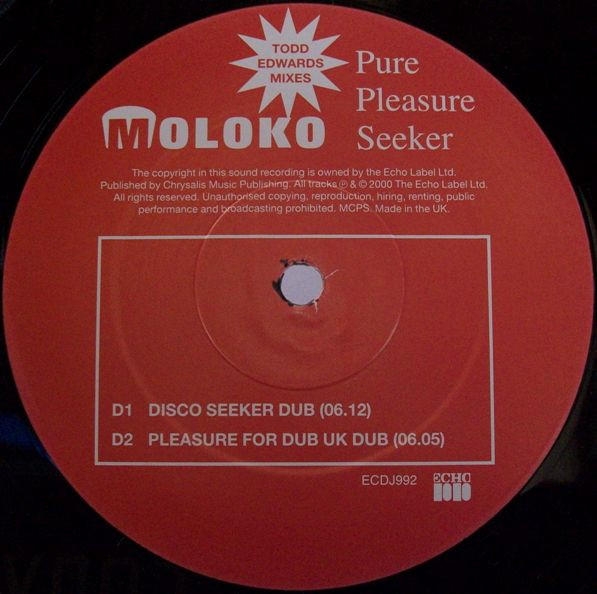 TODD
EDWARDS
MIXES
Pure
Pleasure
Seeker
MOLOKO
The copyright in this sound recording is owned by the Echo Label Ltd.
Published by Chrysalis Music Publishing. All tracks ℗ & © 2000 The Echo Label Ltd.
All rights reserved. Unauthorised copying, reproduction, hiring, renting, public
performance and broadcasting prohibited. MCPS. Made in the UK.
D1 DISCO SEEKER DUB (06.12)
D2 PLEASURE FOR DUB UK DUB (06.05)
ECDJ992
ECHO